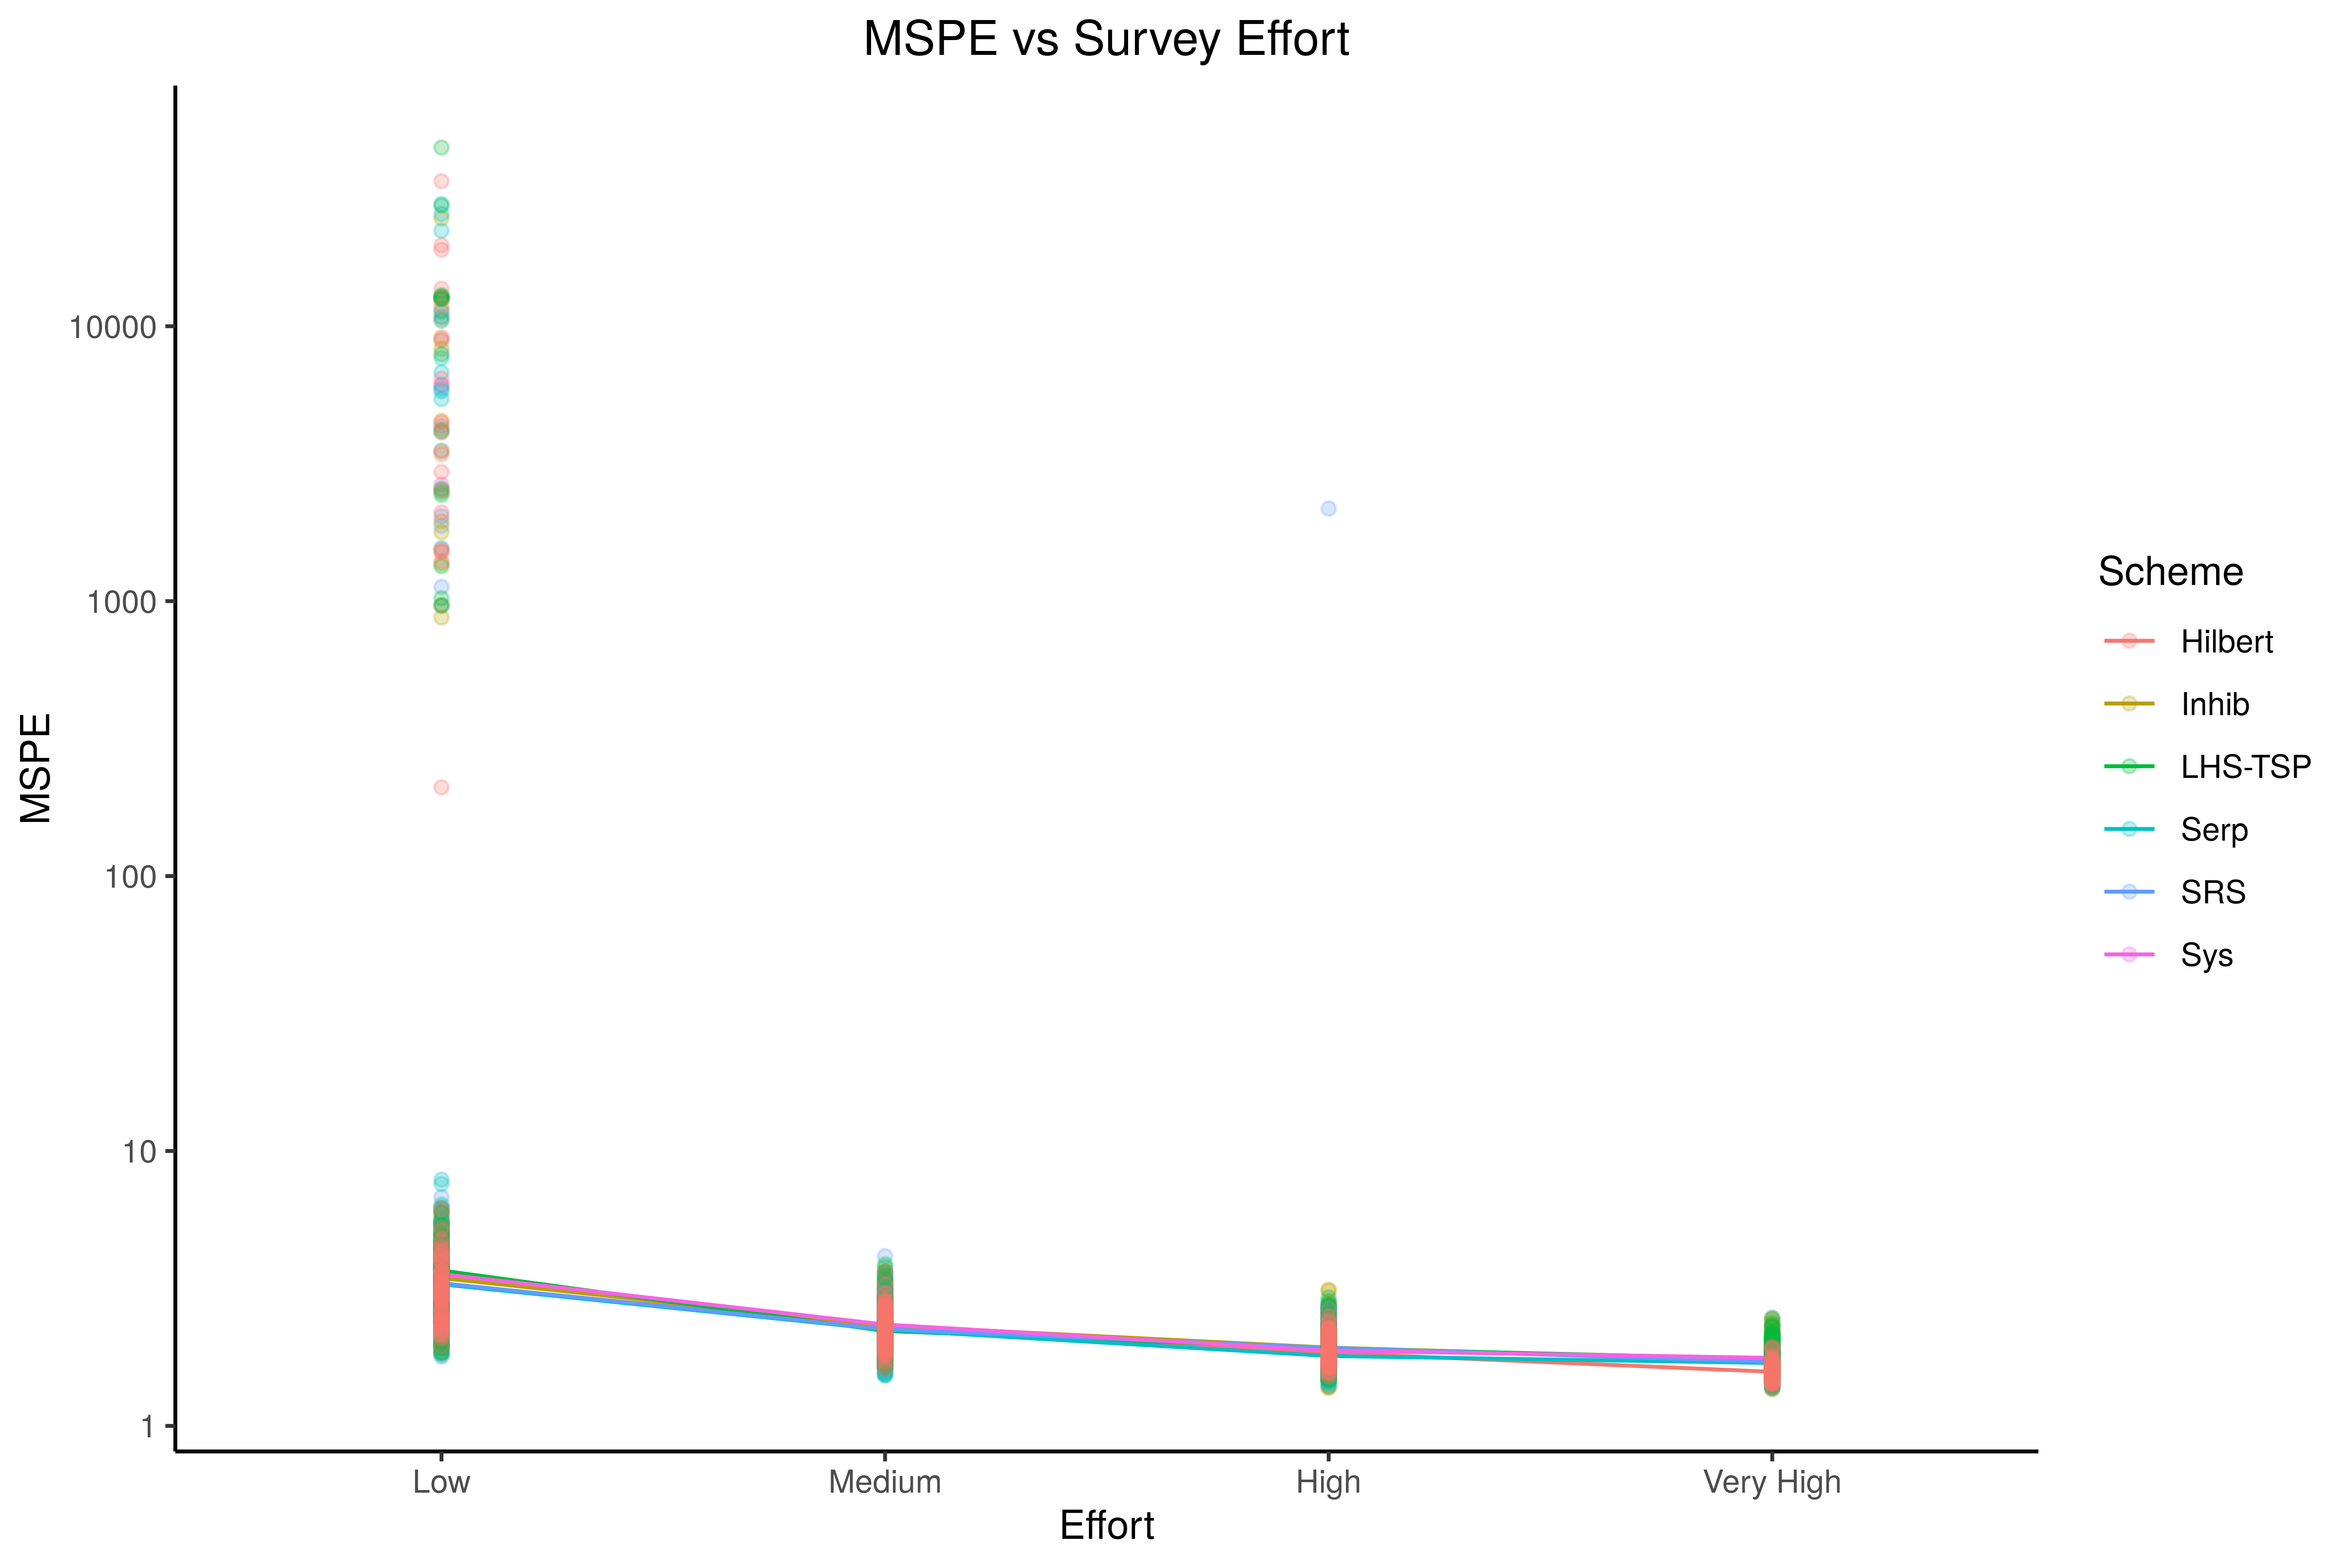 MSPE vs Survey Effort
MSPE
10000
1000
100
10
1
Low
Medium
High
Very High
Effort
Scheme
Hilbert
Inhib
LHS-TSP
Serp
SRS
Sys